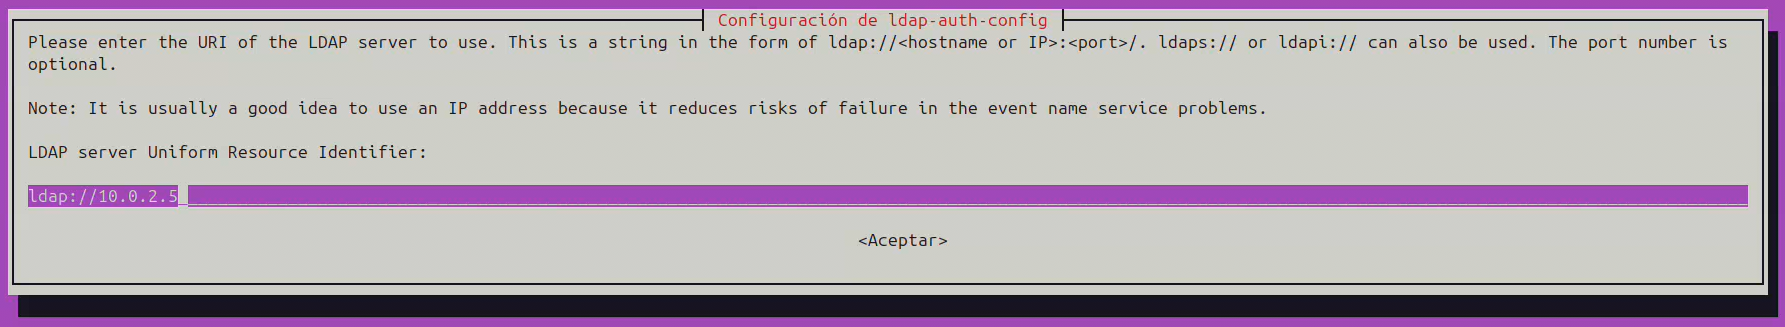 Configuración de ldap-auth-config
Please enter the URI of the LDAP server to use. This is a string in the form of ldap://<hostname or IP>:<port>/. ldaps:// or ldapi:// can also be used. The port number is
optional.
Note: It is usually a good idea to use an IP address because it reduces risks of failure in the event name service problems.
LDAP server Uniform Resource Identifier:
ldap://10.0.2.5
<Aceptar>